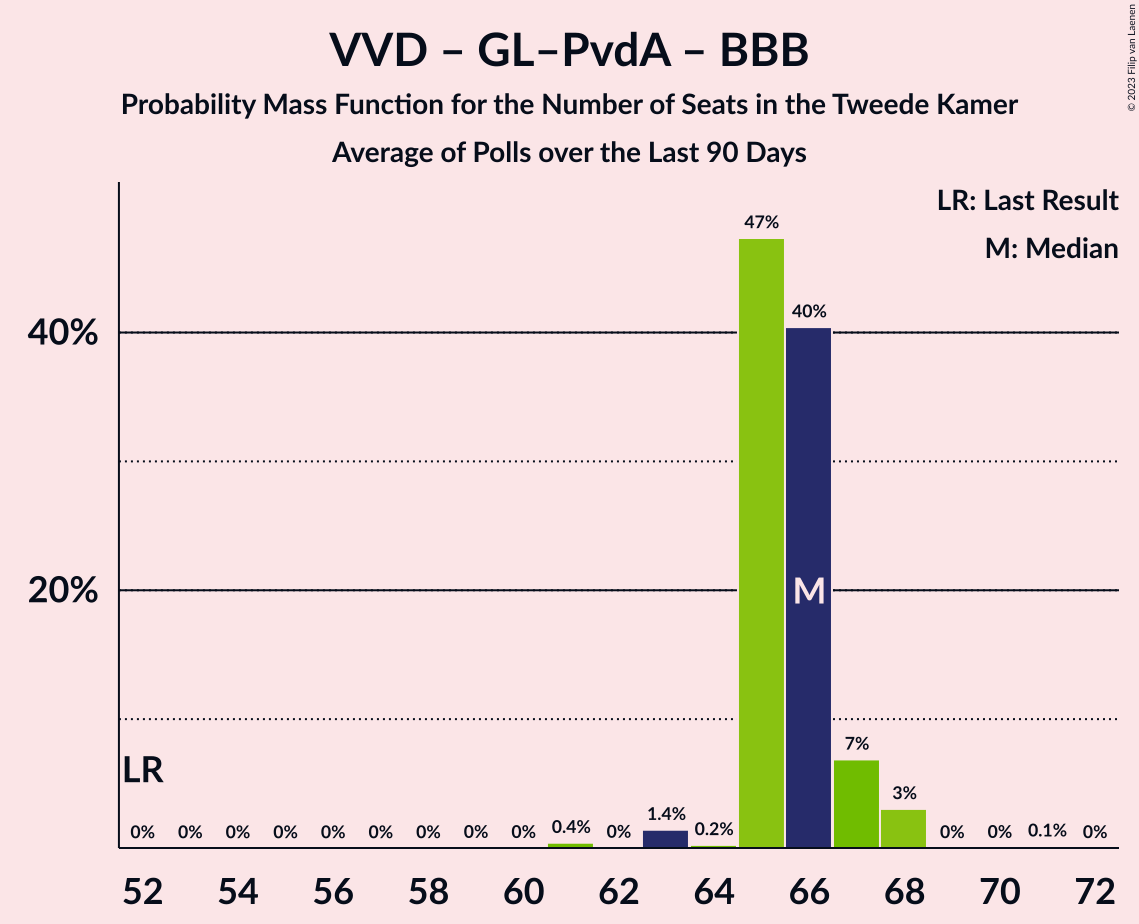 VVD – GL–PvdA – BBB
Probability Mass Function for the Number of Seats in the Tweede Kamer
Average of Polls over the Last 90 Days
© 2023 Filip van Laenen
LR: Last Result
M: Median
47%
40%
40%
20%
M
LR
7%
3%
0% 0% 0% 0% 0% 0% 0% 0% 0% 0.4% 0% 1.4% 0.2% 0% 0% 0.1% 0%
52 54 56 58 60 62 64 66 68 70 72